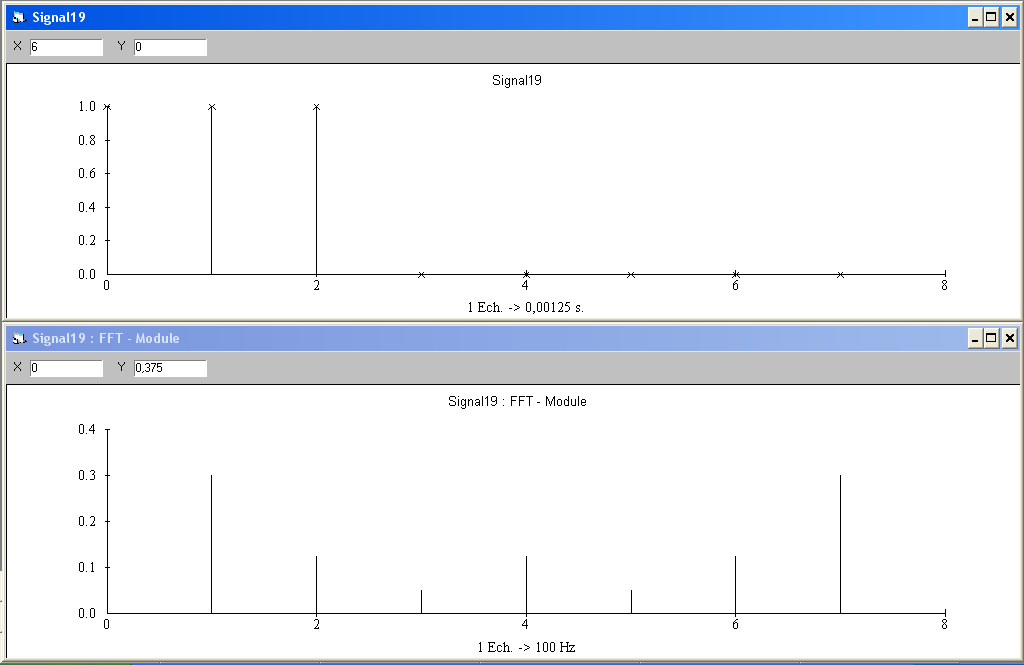 Signal19
X 6 Y 0
Signal19
1.0
0.8
0.6
0.4
0.2
0.0
0 2 4 6 8
1 Ech. -> 0,00125 s.
Signal19 : FFT - Module
X 0 Y 0,375
Signal19 : FFT - Module
0.4
0.3
0.2
0.1
0.0
0 2 4 6 8
1 Ech. -> 100 Hz